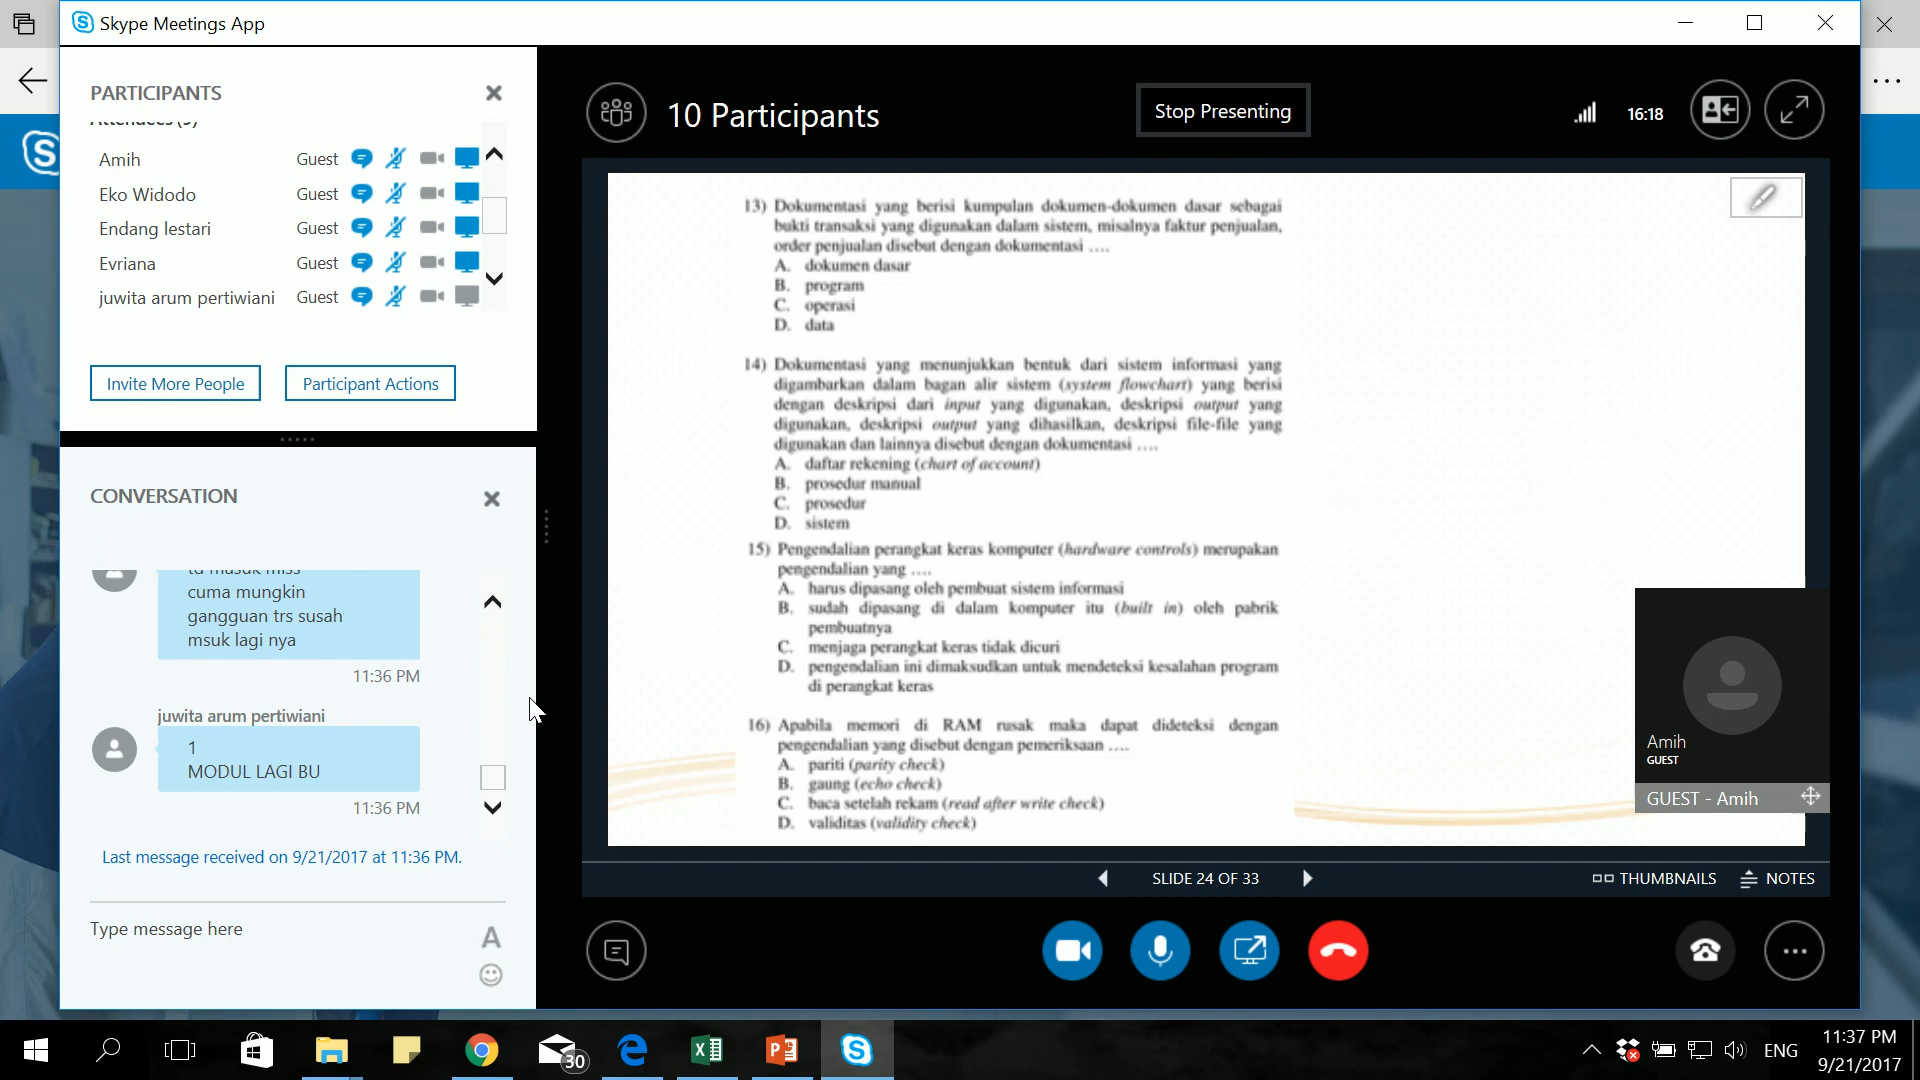 Skype Meetings App
PARTICIPANTS
Amih Guest
Eko Widodo Guest
Endang lestari Guest
Evriana Guest
juwita arum pertiwiani Guest
Invite More People
Participant Actions
CONVERSATION
cuma mungkin
gangguan trs susah
msuk lagi nya
11:36 PM
juwita arum pertiwiani
1
MODUL LAGI BU
11:36 PM
Last message received on 9/21/2017 at 11:36 PM.
Type message here
A
10 Participants
Stop Presenting
16:18
13) Dokumentasi yang berisi kumpulan dokumen-dokumen dasar sebagai
bukti transaksi yang digunakan dalam sistem, misalnya faktur penjualan,
order penjualan disebut dengan dokumentasi ....
A. dokumen dasar
B. program
C. operasi
D. data
14) Dokumentasi yang menunjukkan bentuk dari sistem informasi yang
digambarkan dalam bagan alir sistem (system flowchart) yang berisi
dengan deskripsi dari input yang digunakan, deskripsi output yang
digunakan, deskripsi output yang dihasilkan, deskripsi file-file yang
digunakan dan lainnya disebut dengan dokumentasi ....
A. daftar rekening (chart of account)
B. prosedur manual
C. prosedur
D. sistem
15) Pengendalian perangkat keras komputer (hardware controls) merupakan
pengendalian yang ....
A. harus dipasang oleh pembuat sistem informasi
B. sudah dipasang di dalam komputer itu (built in) oleh pabrik
pembuatnya
C. menjaga perangkat keras tidak dicuri
D. pengendalian ini dimaksudkan untuk mendeteksi kesalahan program
di perangkat keras
16) Apabila memori di RAM rusak maka dapat dideteksi dengan
pengendalian yang disebut dengan pemeriksaan ....
A. pariti (parity check)
B. gaung (echo check)
C. baca setelah rekam (read after write check)
D. validitas (validity check)
Amih
GUEST
GUEST - Amih
SLIDE 24 OF 33
THUMBNAILS
NOTES
30
ENG
11:37 PM
9/21/2017